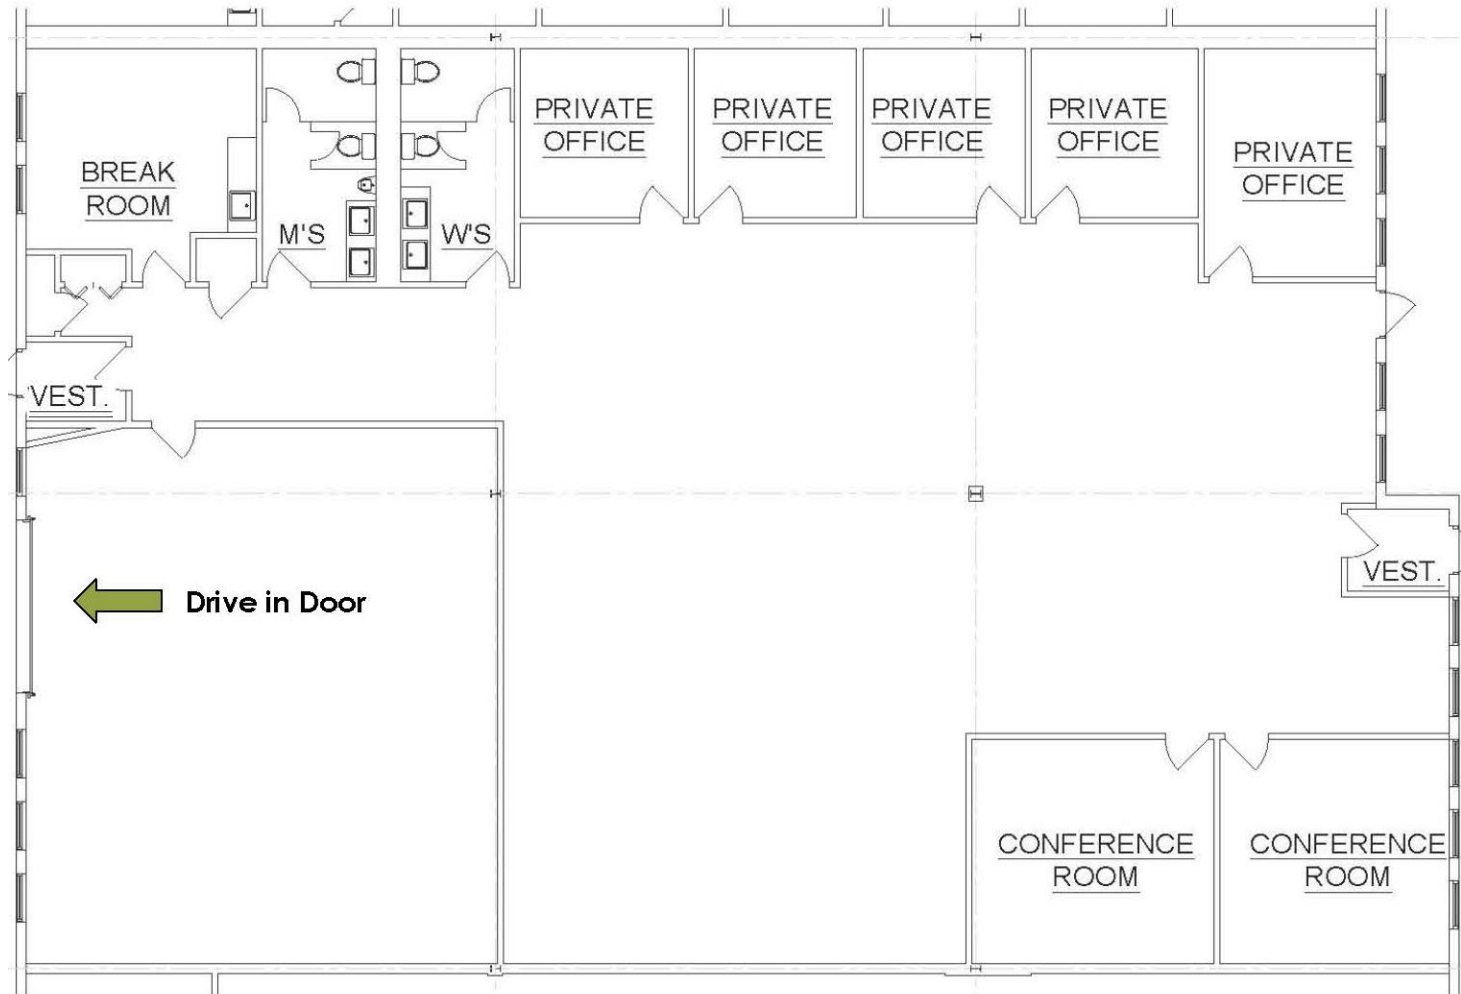 PRIVATE
OFFICE
PRIVATE
OFFICE
PRIVATE
OFFICE
PRIVATE
OFFICE
PRIVATE
OFFICE
BREAK
ROOM
M'S
W'S
VEST.
Drive in Door
VEST.
CONFERENCE
ROOM
CONFERENCE
ROOM